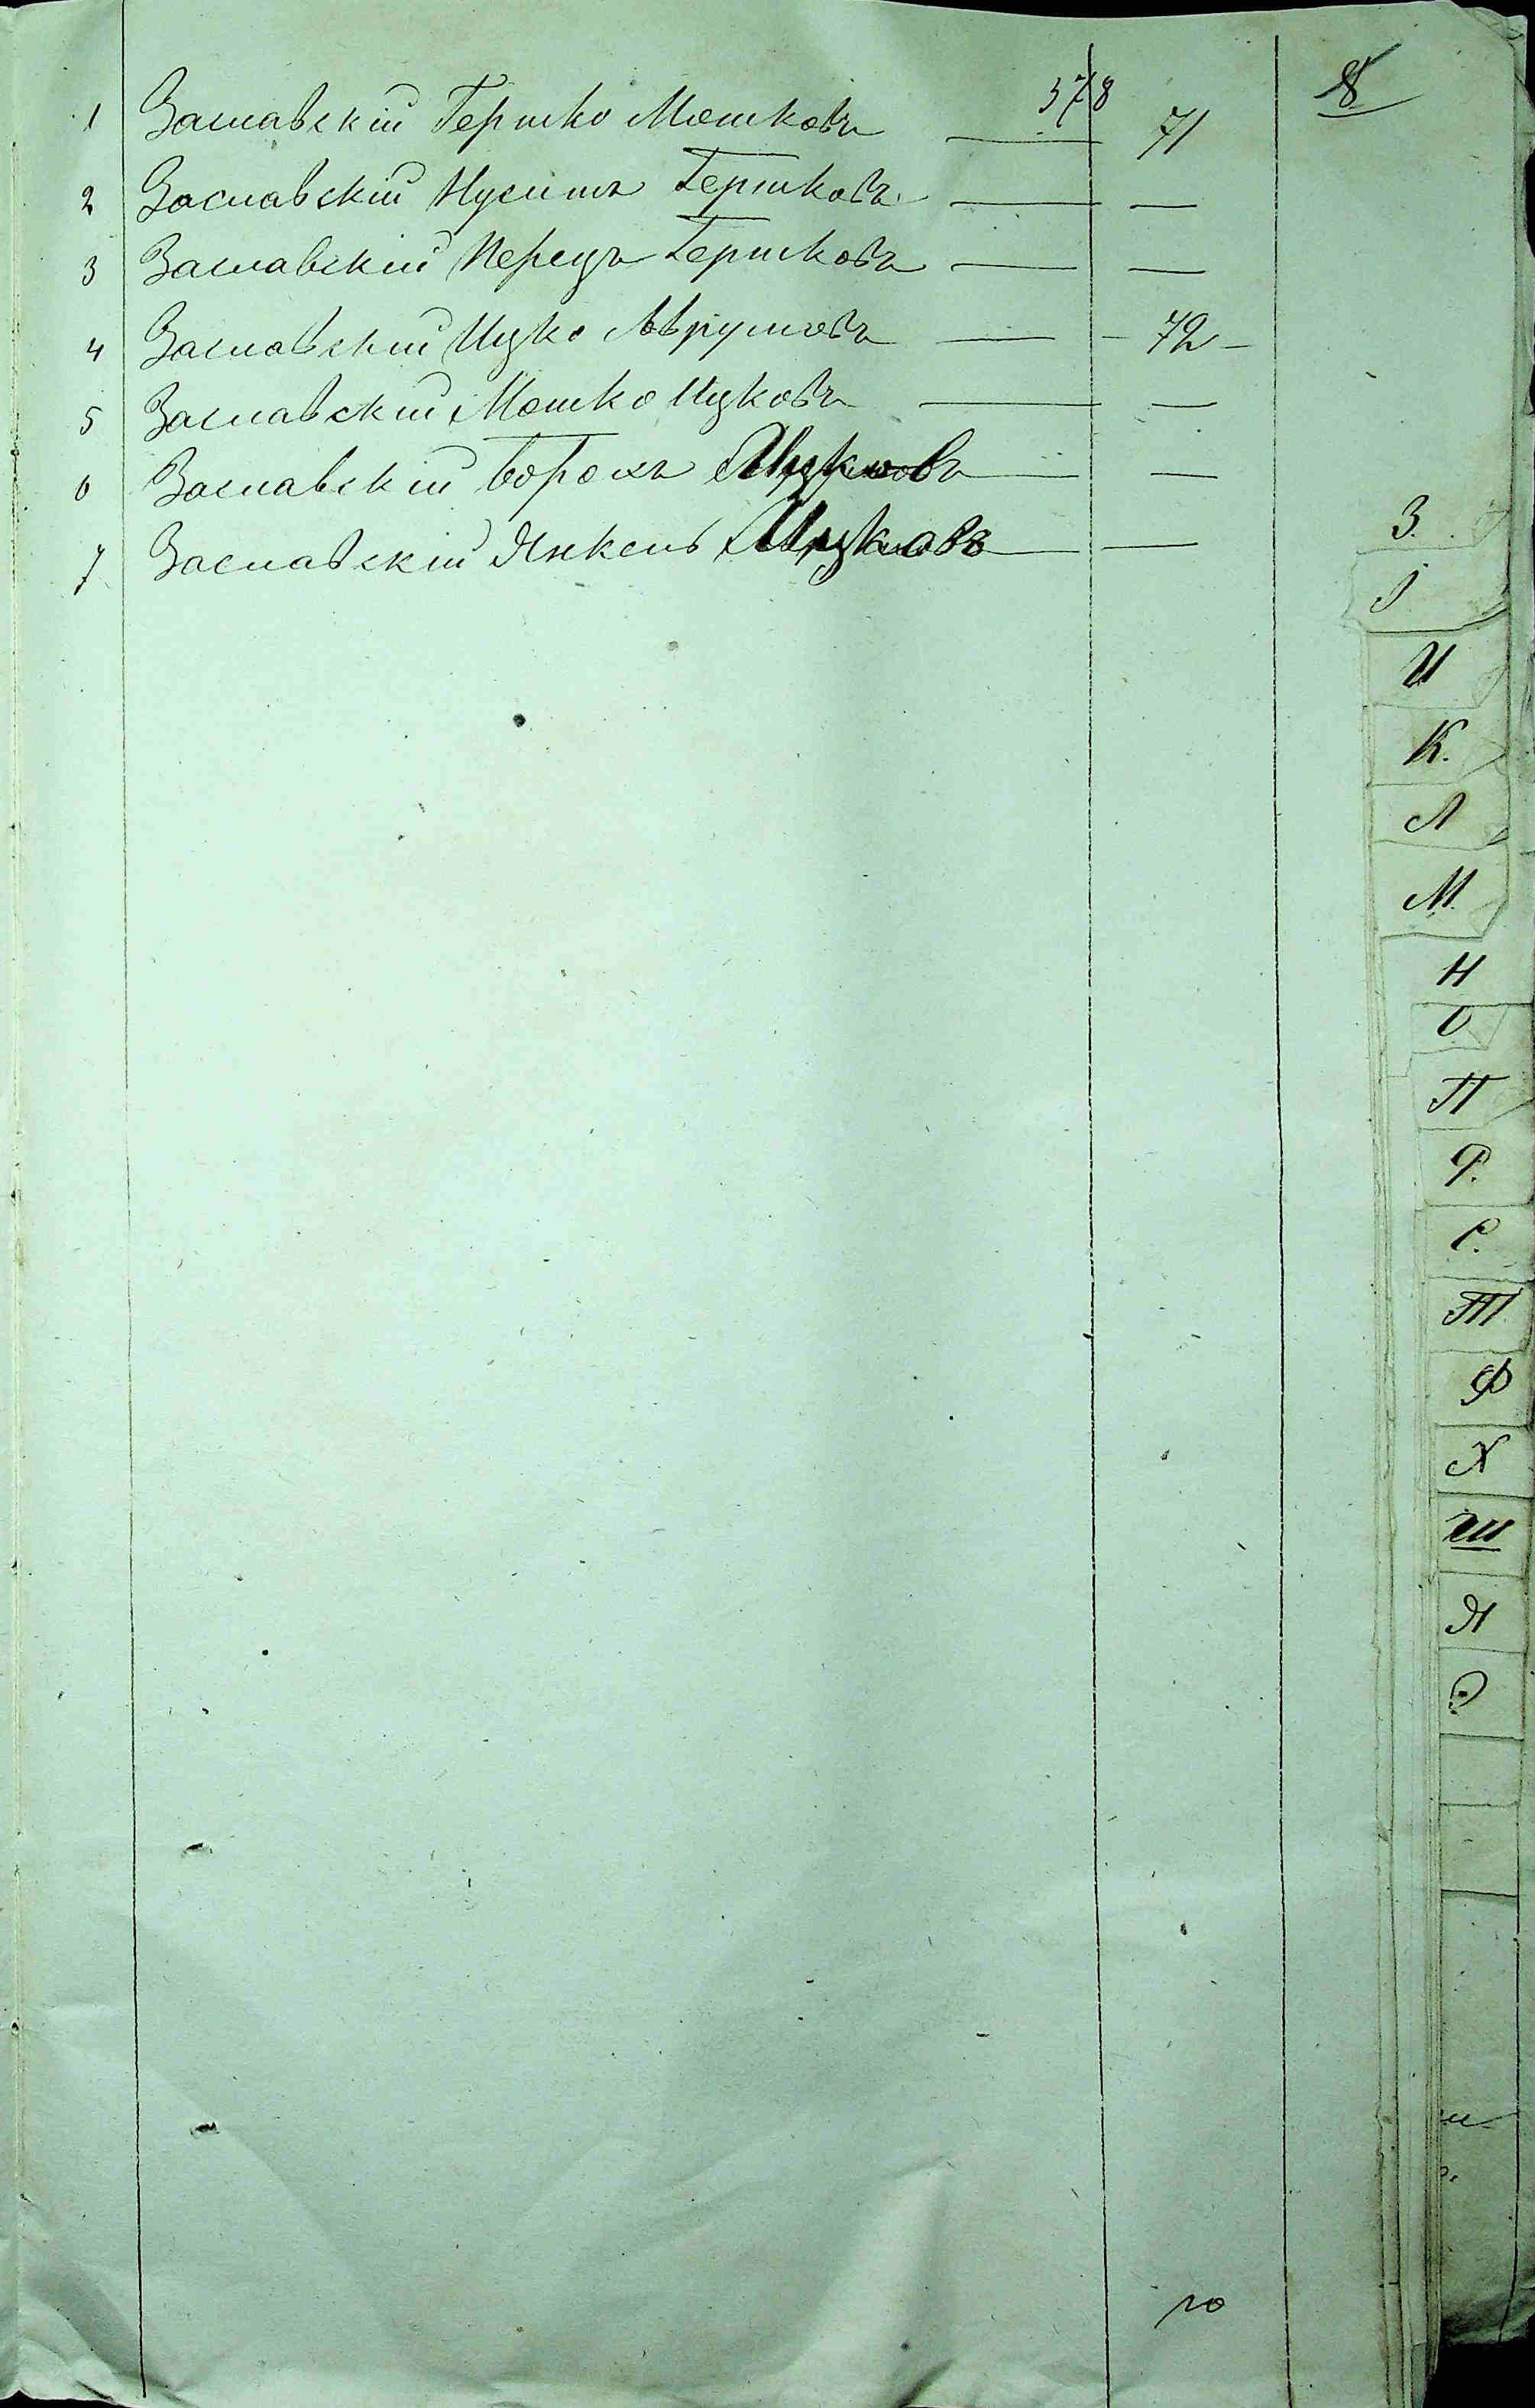 378 8
1 Заславскій Гершко Мошковъ — 71
2 Заславскій Нусимъ Гершковъ — —
3 Заславскій Перецъ Гершковъ — —
4 Заславскій Ицко Аврумовъ — - 72 -
5 Заславскій Мошко Ицковъ — —
6 Заславскій Борохъ Ицковъ — —
7 Заславскій Янкель Ицковъ — —
З.
І
И
К.
Л
М.
Н
О
П
Р.
С.
Т
Ф
Х
Ш
Я
Э